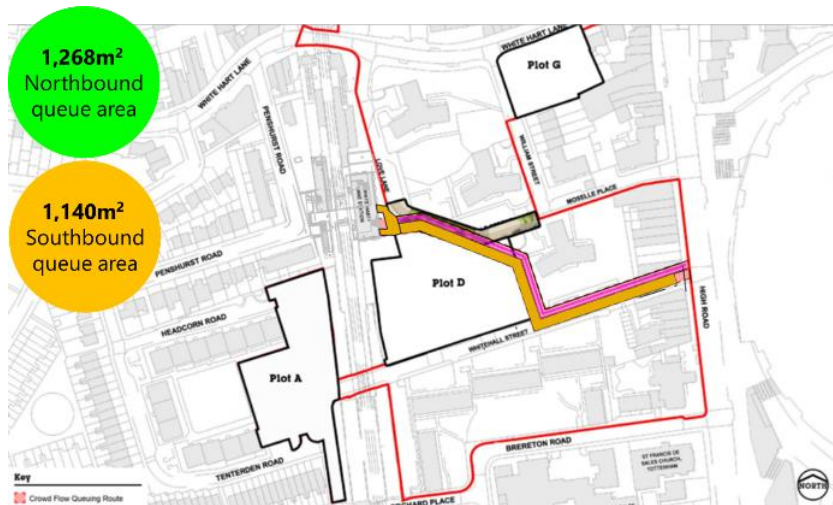 1,268m²
Northbound
queue area
1,140m²
Southbound
queue area
WHITE HART LANE
WHITE HART LANE
Plot G
PENSHURST ROAD
LOVE LANE
WILLIAM STREET
MOSELLE PLACE
PENSHURST ROAD
Plot D
HIGH ROAD
HEADCORN ROAD
WHITEHALL STREET
Plot A
BRERETON ROAD
TENTERDEN ROAD
ST FRANCIS DE
SALES CHURCH,
TOTTENHAM
Key
Crowd Flow Queuing Route
NORTH